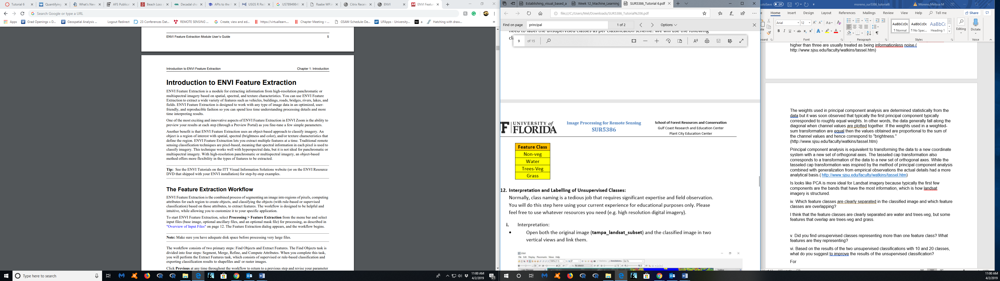 Tutorial 6
Quantifying
What's New
AFS Publicat
Beach Loss a
Decadal cha
APIs to the
USGS R Pac
US7894984
Raabe WP.in
Citrix Receiv
ENVI
ENVI Featur
Search Google or type a URL
Apps
Grad Openings » D...
Geospatial Analysis ...
Logout Redirect
23 Conferences Dat...
REMOTE SENSING ...
Create, view and ed...
https://virtuallearn...
Chapter Meeting – ...
GSAW-Schedule-De...
UFApps - University...
a
Hatching with draw...
ENVI Feature Extraction Module User's Guide 5
Introduction to ENVI Feature Extraction Chapter 1: Introduction
Introduction to ENVI Feature Extraction
ENVI Feature Extraction is a module for extracting information from high-resolution panchromatic or
multispectral imagery based on spatial, spectral, and texture characteristics. You can use ENVI Feature
Extraction to extract a wide variety of features such as vehicles, buildings, roads, bridges, rivers, lakes, and
fields. ENVI Feature Extraction is designed to work with any type of image data in an optimized, user-
friendly, and reproducible fashion so you can spend less time understanding processing details and more
time interpreting results.
One of the most exciting and innovative aspects of ENVI Feature Extraction in ENVI Zoom is the ability to
preview your results at each step (through a Preview Portal) as you fine-tune a few simple parameters.
Another benefit is that ENVI Feature Extraction uses an object-based approach to classify imagery. An
object is a region of interest with spatial, spectral (brightness and color), and/or texture characteristics that
define the region. ENVI Feature Extraction lets you extract multiple features at a time. Traditional remote
sensing classification techniques are pixel-based, meaning that spectral information in each pixel is used to
classify imagery. This technique works well with hyperspectral data, but it is not ideal for panchromatic or
multispectral imagery. With high-resolution panchromatic or multispectral imagery, an object-based
method offers more flexibility in the types of features to be extracted.
Tip: See the ENVI Tutorials on the ITT Visual Information Solutions website (or on the ENVI Resource
DVD that shipped with your ENVI installation) for step-by-step examples.
The Feature Extraction Workflow
ENVI Feature Extraction is the combined process of segmenting an image into regions of pixels, computing
attributes for each region to create objects, and classifying the objects (with rule-based or supervised
classification) based on those attributes, to extract features. The workflow is designed to be helpful and
intuitive, while allowing you to customize it to your specific application.
To start ENVI Feature Extraction, select Processing > Feature Extraction from the menu bar and select
input files (base image, optional ancillary files, and an optional mask file) for processing, as described in
"Overview of Input Files" on page 12. The Feature Extraction dialog appears, and the workflow begins.
Note: Make sure you have adequate disk space before processing very large files.
The workflow consists of two primary steps: Find Objects and Extract Features. The Find Objects task is
divided into four steps: Segment, Merge, Refine, and Compute Attributes. When you complete this task,
you will perform the Extract Features task, which consists of supervised or rule-based classification and
exporting classification results to shapefiles and/ or raster images.
Click Previous at any time throughout the workflow to return to a previous step and revise your parameter
Type here to search
11:00 AM
4/2/2019
21
Establishing_visual_based_a
Week 12_Machine_Learning
SUR5386_Tutorial 6.pdf
file:///C:/Users/Mel/Downloads/SUR5386_Tutorial%206.pdf
Find on page principal 1 of 2 Options
need to label the unsupervised classes as per classification scheme. We will use the following
cla
9 of 15
UNIVERSITY of
FLORIDA
Image Processing for Remote Sensing
SUR5386
School of Forest Resources and Conservation
Gulf Coast Research and Education Center
Plant City Education Center
Feature Class
Non-veg
Water
Trees-Veg
Grass
12. Interpretation and Labelling of Unsupervised Classes:
Normally, class naming is a tedious job that requires significant expertise and field observation.
You will do this step here using your current experience for educational purposes only. Please
feel free to use whatever resources you need (e.g. high resolution digital imagery).
i. Interpretation:
• Open both the original image (tampa_landsat_subset) and the classified image in two
vertical views and link them.
ENVI
File Edit Display Placemarks Views Help
utoSave Off
moreno_sur5386_tutorial6
Moreno,Melissa M
Home Insert Design Layout References Mailings Review View Help Tell me Share
Arial 12
AaBbCcDc AaBbCcDc AaBbCc
¶ Normal ¶ No Spac... Heading 1
Editing Dictate
oard Font Paragraph Styles Voice
higher than three are usually treated as being informationless noise.(
http://www.sjsu.edu/faculty/watkins/tassel.htm)
The weights used in principal component analysis are determined statistically from the
data but it was soon observed that typically the first principal component typically
corresponded to roughly equal weights. In other words, the data generally fall along the
diagonal when channel values are plotted together. If the weights used in a weighted-
sum transformation are equal then the values obtained are proportional to the sum of
the channel values and hence correspond to "brightness."
(http://www.sjsu.edu/faculty/watkins/tassel.htm)
Principal component analysis is equivalent to transforming the data to a new coordinate
system with a new set of orthogonal axes. The tasseled cap transformation also
corresponds to a transformation of the data to a new set of orthogonal axes. While the
tasseled cap transformation was inspired by the method of principal component analysis
combined with generalization from empirical observations the actual details had a more
analytical basis.( http://www.sjsu.edu/faculty/watkins/tassel.htm)
Is looks like PCA is more ideal for Landsat imagery because typically the first few
components are the bands that have the most information, which is how landsat
imagery is structured.
iv. Which feature classes are clearly separated in the classified image and which feature
classes are overlapping?
I think that the feature classes are clearly separated are water and trees-veg, but some
features that overlap are trees-veg and grass.
v. Did you find unsupervised classes representing more than one feature class? What
features are they representing?
vi. Based on the results of the two unsupervised classifications with 10 and 20 classes,
what do you suggest to improve the results of the unsupervised classification?
For
11:00 AM
4/2/2019